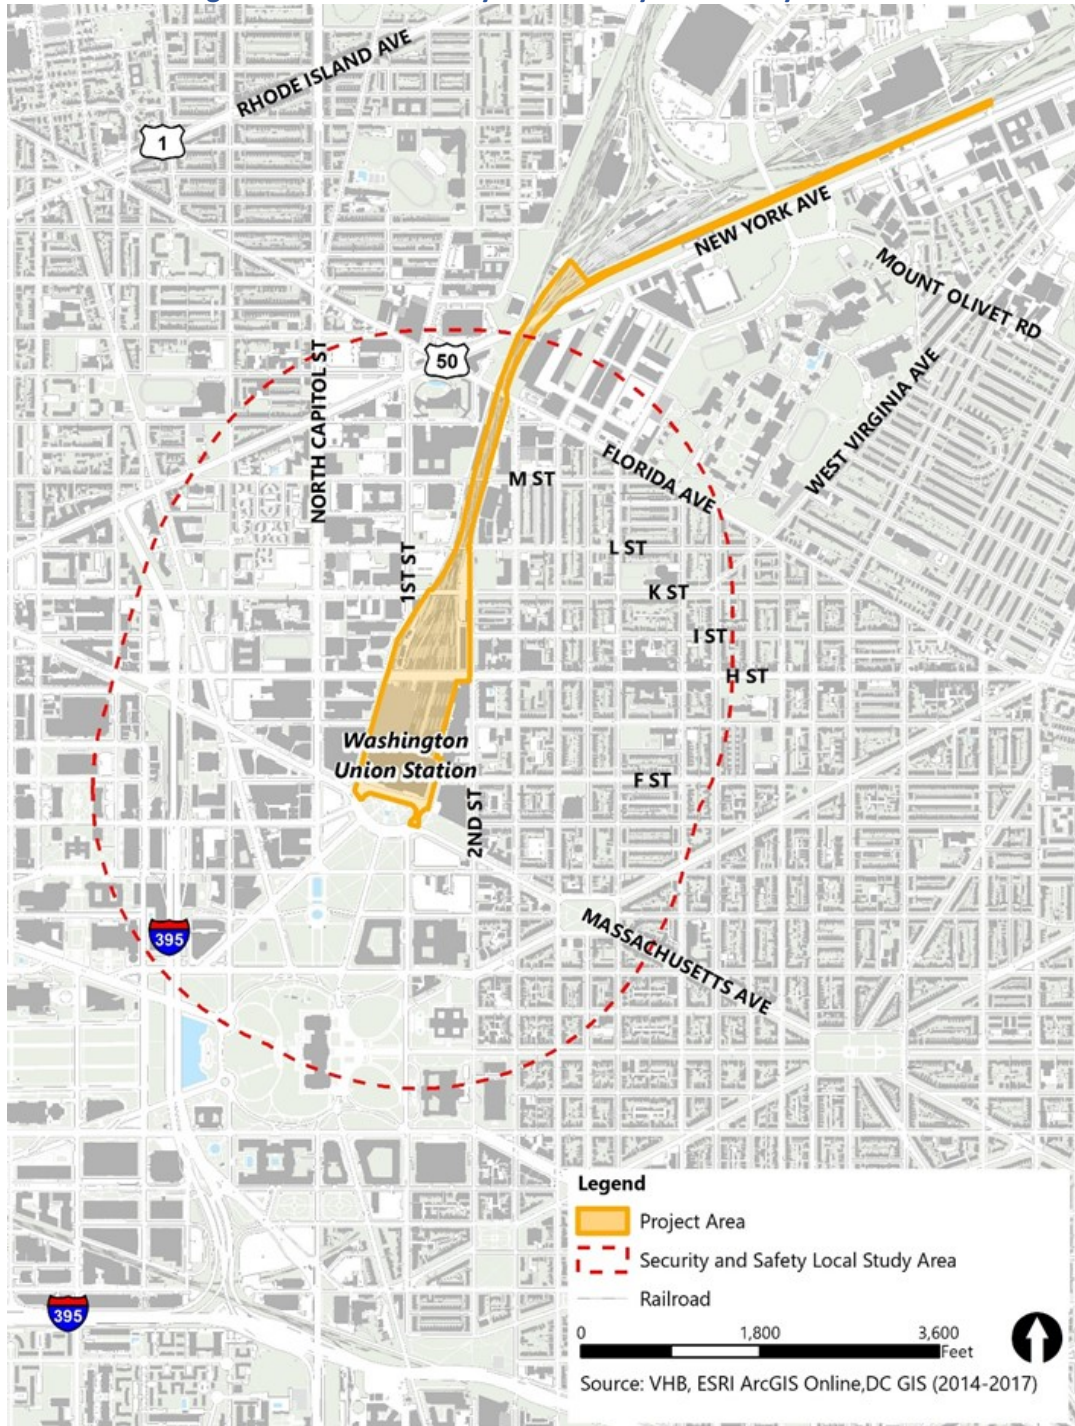 RHODE ISLAND AVE
1
NEW YORK AVE
MOUNT OLIVET RD
50
NORTH CAPITOL ST
WEST VIRGINIA AVE
FLORIDA AVE
M ST
L ST
1ST ST
K ST
I ST
H ST
Washington
Union Station
F ST
2ND ST
395
MASSACHUSETTS AVE
Legend
Project Area
Security and Safety Local Study Area
Railroad
395
0 1,800 3,600
Feet
Source: VHB, ESRI ArcGIS Online,DC GIS (2014-2017)